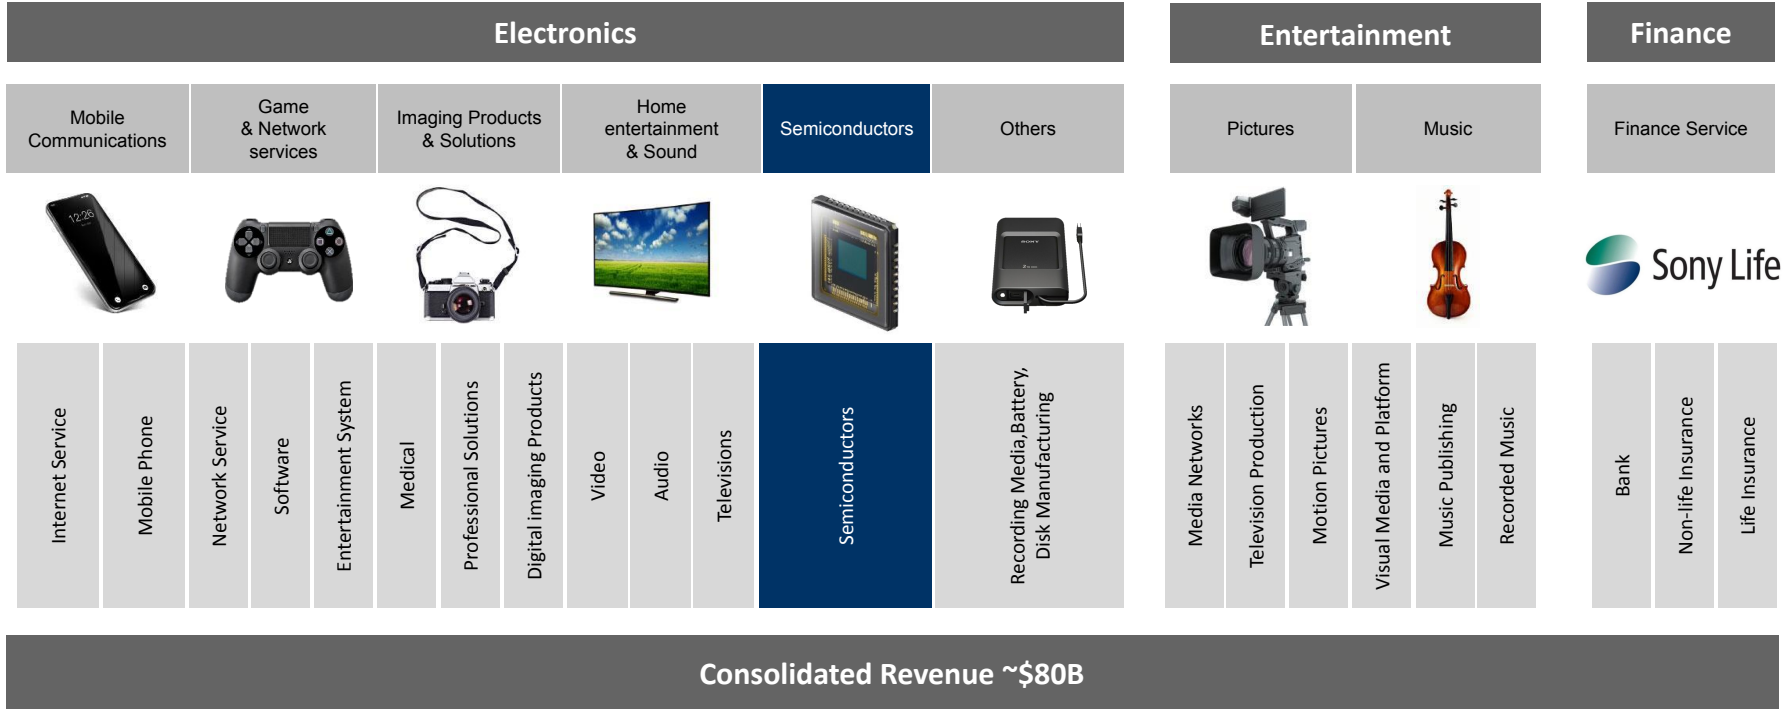 Electronics
Entertainment
Finance
Mobile
Communications
Game
& Network
services
Imaging Products
& Solutions
Home
entertainment
& Sound
Semiconductors
Others
Pictures
Music
Finance Service
12:26
SONY
Sony Life
Internet Service
Mobile Phone
Network Service
Software
Entertainment System
Medical
Professional Solutions
Digital imaging Products
Video
Audio
Televisions
Semiconductors
Recording Media,Battery,
Disk Manufacturing
Media Networks
Television Production
Motion Pictures
Visual Media and Platform
Music Publishing
Recorded Music
Bank
Non-life Insurance
Life Insurance
Consolidated Revenue ~$80B